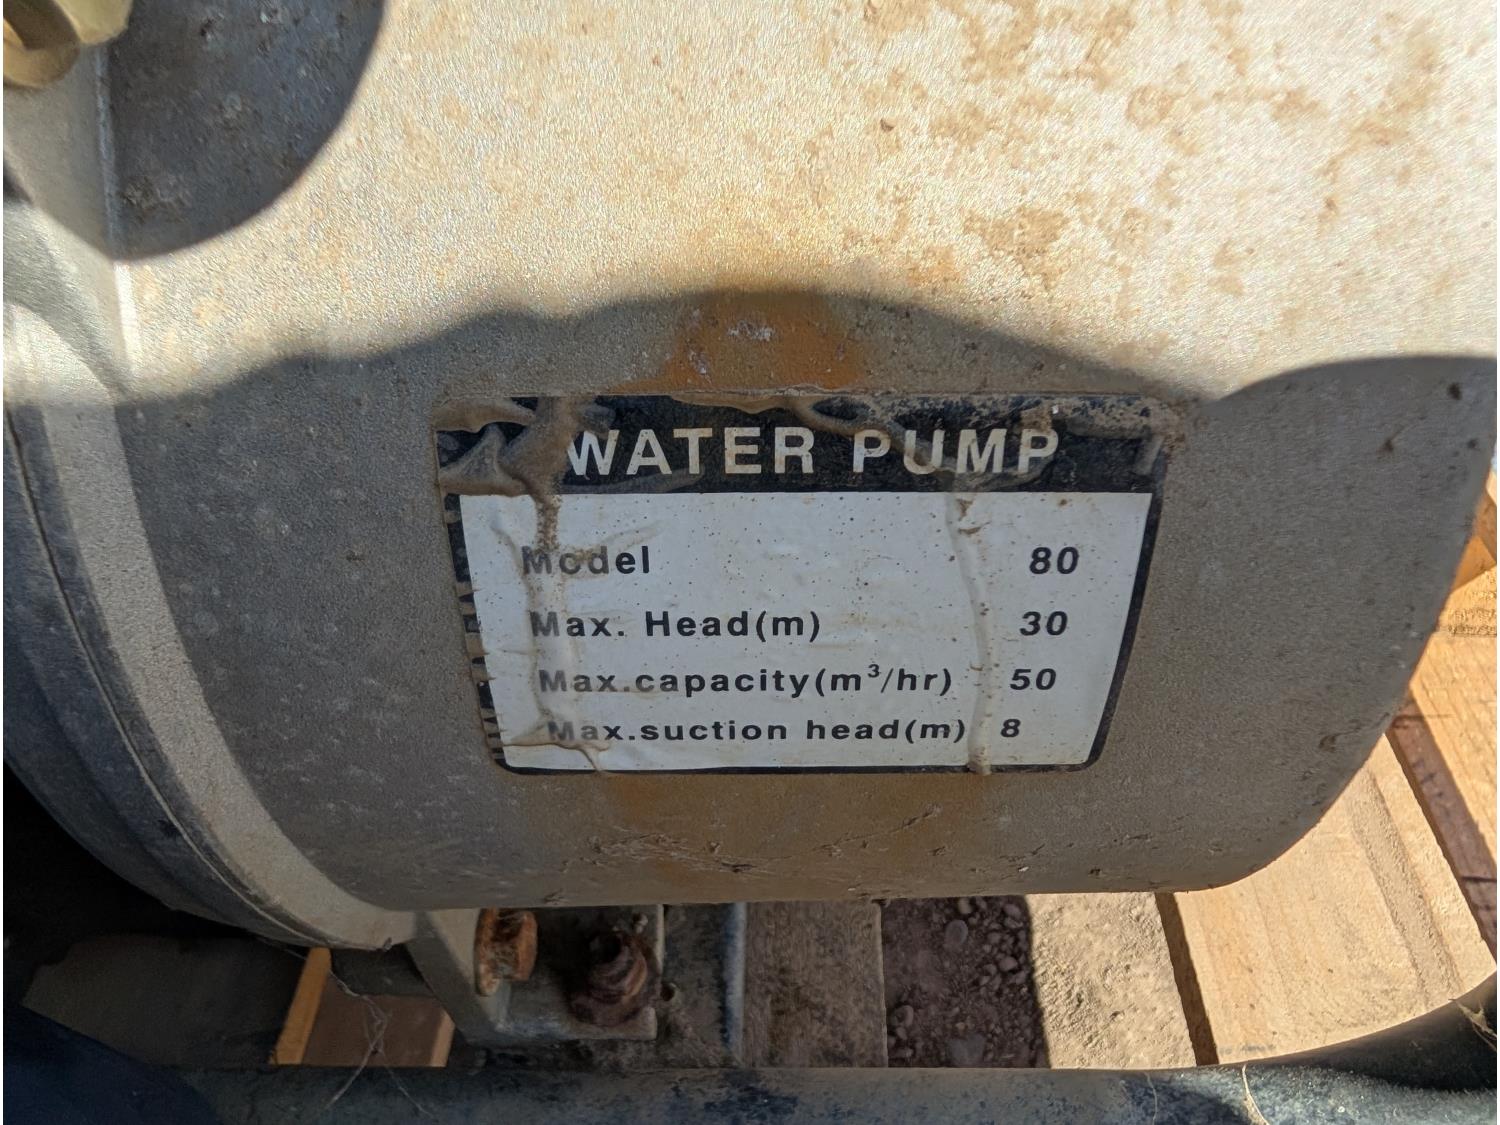 WATER PUMP
Model 80
Max. Head(m) 30
Max.capacity(m³/hr) 50
Max.suction head(m) 8